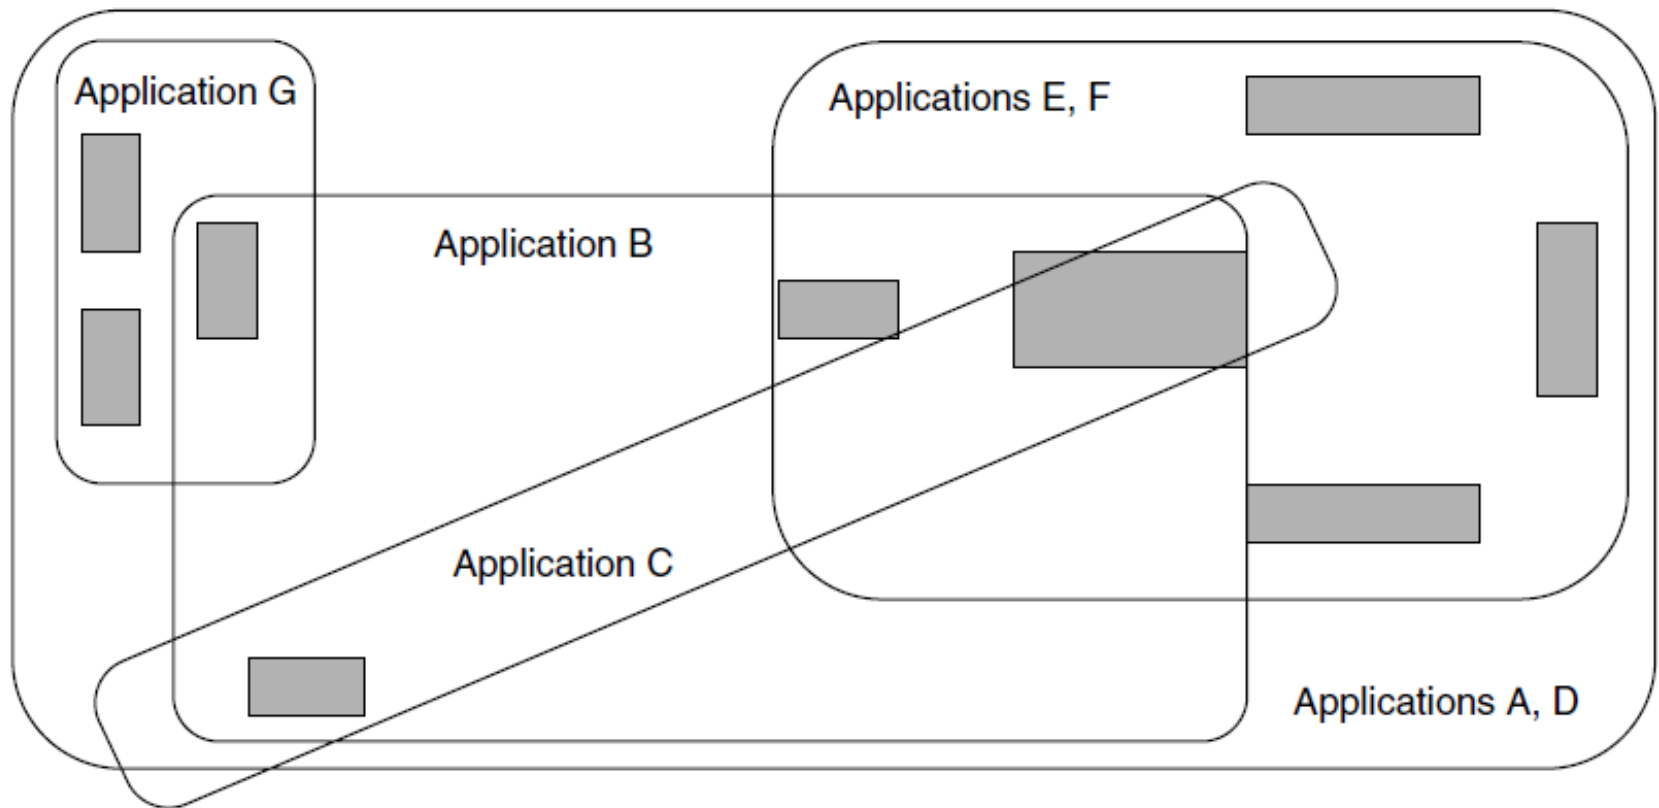 Application G
Applications E, F
Application B
Application C
Applications A, D